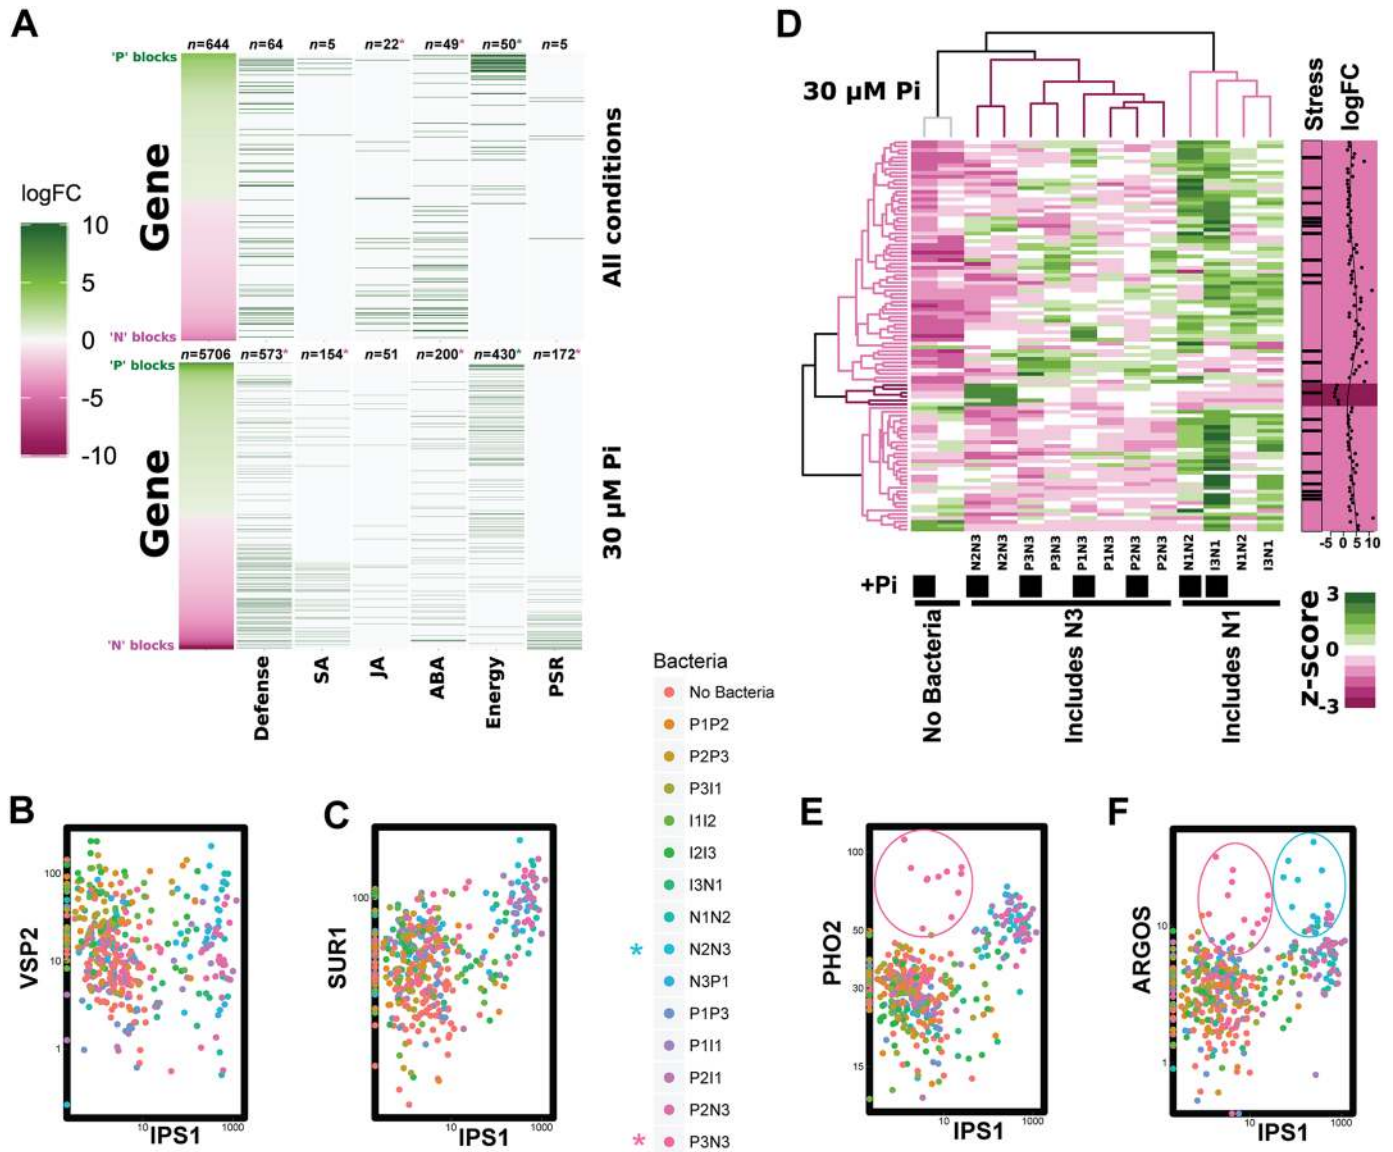 A
n=644 n=64 n=5 n=22* n=49* n=50* n=5
'P' blocks
Gene
'N' blocks
All conditions
logFC
10
5
0
-5
-10
n=5706 n=573* n=154* n=51 n=200* n=430* n=172*
'P' blocks
Gene
'N' blocks
30 µM Pi
Defense SA JA ABA Energy PSR
D
30 µM Pi
Stress logFC
-5 0 5 10
N2N3 N2N3 P3N3 P3N3 P1N3 P1N3 P2N3 P2N3 N1N2 I3N1 N1N2 I3N1
+Pi
No Bacteria Includes N3 Includes N1
z-score
3
0
-3
Bacteria
No Bacteria
P1P2
P2P3
P3I1
I1I2
I2I3
I3N1
N1N2
* N2N3
N3P1
P1P3
P1I1
P2I1
P2N3
* P3N3
B
VSP2
100
10
1
10 1000
IPS1
C
SUR1
100
10 1000
IPS1
E
PHO2
100
50
30
15
10 1000
IPS1
F
ARGOS
10
1
10 1000
IPS1